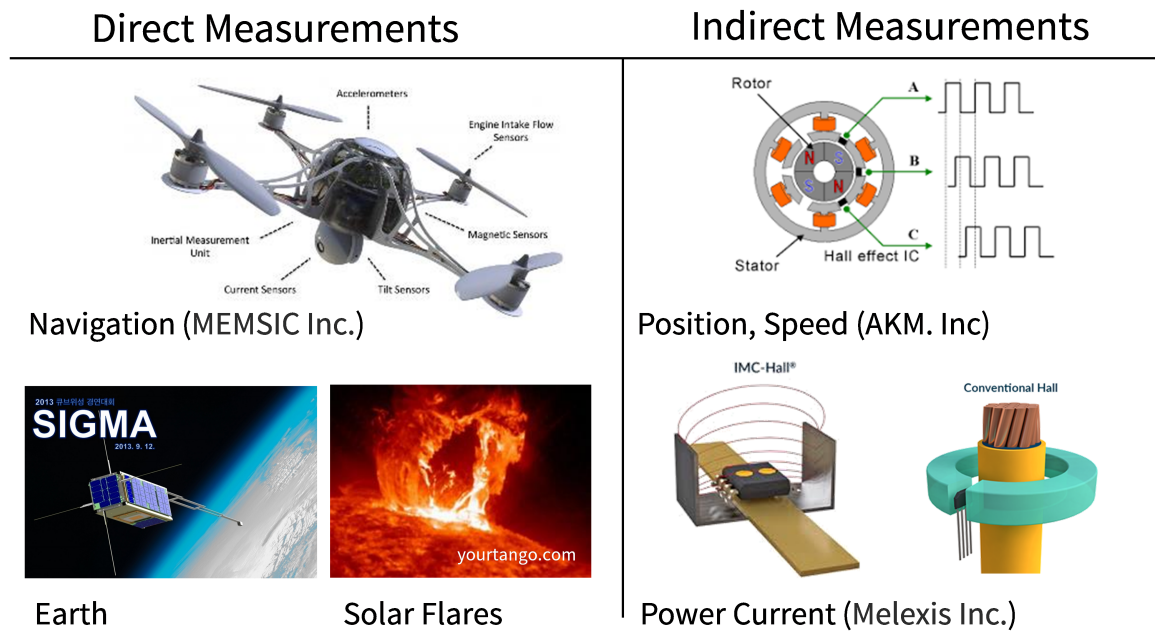 Direct Measurements
Indirect Measurements
Accelerometers
Engine Intake Flow
Sensors
Magnetic Sensors
Inertial Measurement
Unit
Current Sensors
Tilt Sensors
Navigation (MEMSIC Inc.)
Rotor
A
B
C
N
S
S
N
Hall effect IC
Stator
Position, Speed (AKM. Inc)
2013 큐브위성 경연대회
SIGMA
2013. 9. 12.
Earth
yourtango.com
Solar Flares
IMC-Hall®
Conventional Hall
Power Current (Melexis Inc.)